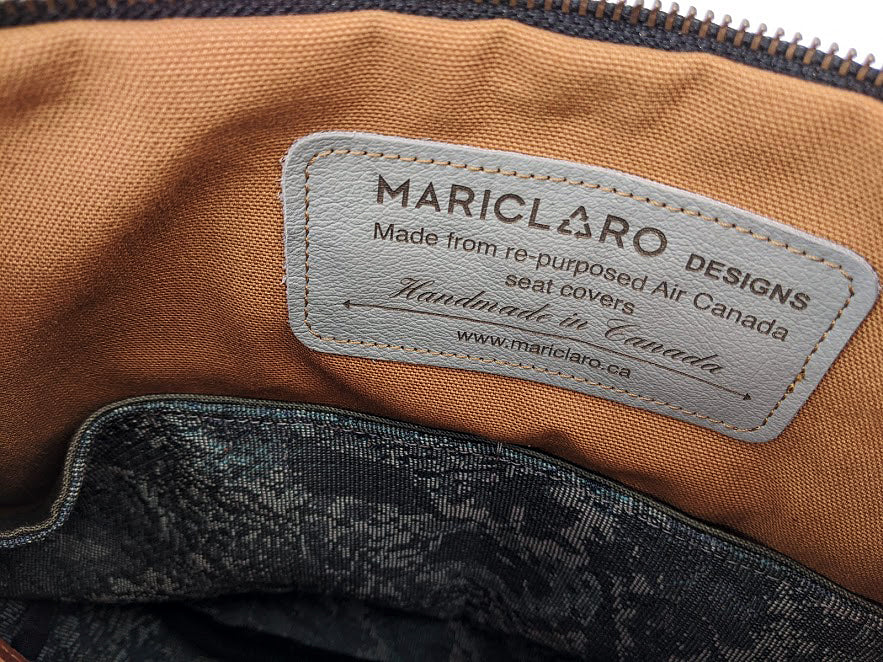 MARICLARO DESIGNS
Made from re-purposed Air Canada
seat covers
Handmade in Canada
www.mariclaro.ca